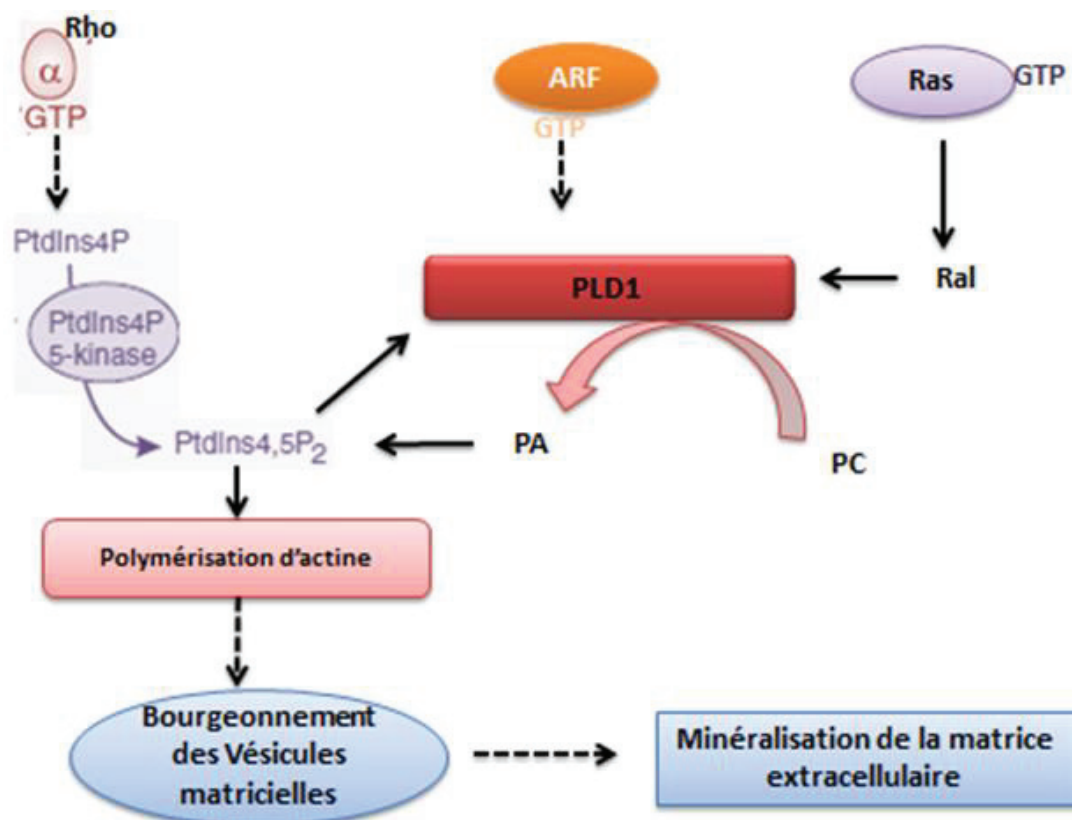 Rho
α
GTP
ARF
GTP
Ras
GTP
PtdIns4P
PtdIns4P
5-kinase
PLD1
Ral
PtdIns4,5P2
PA
PC
Polymérisation d'actine
Bourgeonnement
des Vésicules
matricielles
Minéralisation de la matrice
extracellulaire